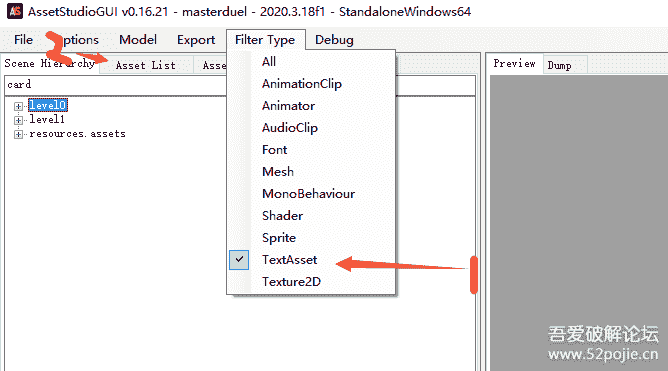 AssetStudioGUI v0.16.21 - masterduel - 2020.3.18f1 - StandaloneWindows64
File Options Model Export Filter Type Debug
Scene Hierarchy Asset List Asse
card
level0
level1
resources.assets
All
AnimationClip
Animator
AudioClip
Font
Mesh
MonoBehaviour
Shader
Sprite
TextAsset
Texture2D
Preview Dump
吾爱破解论坛
www.52pojie.cn